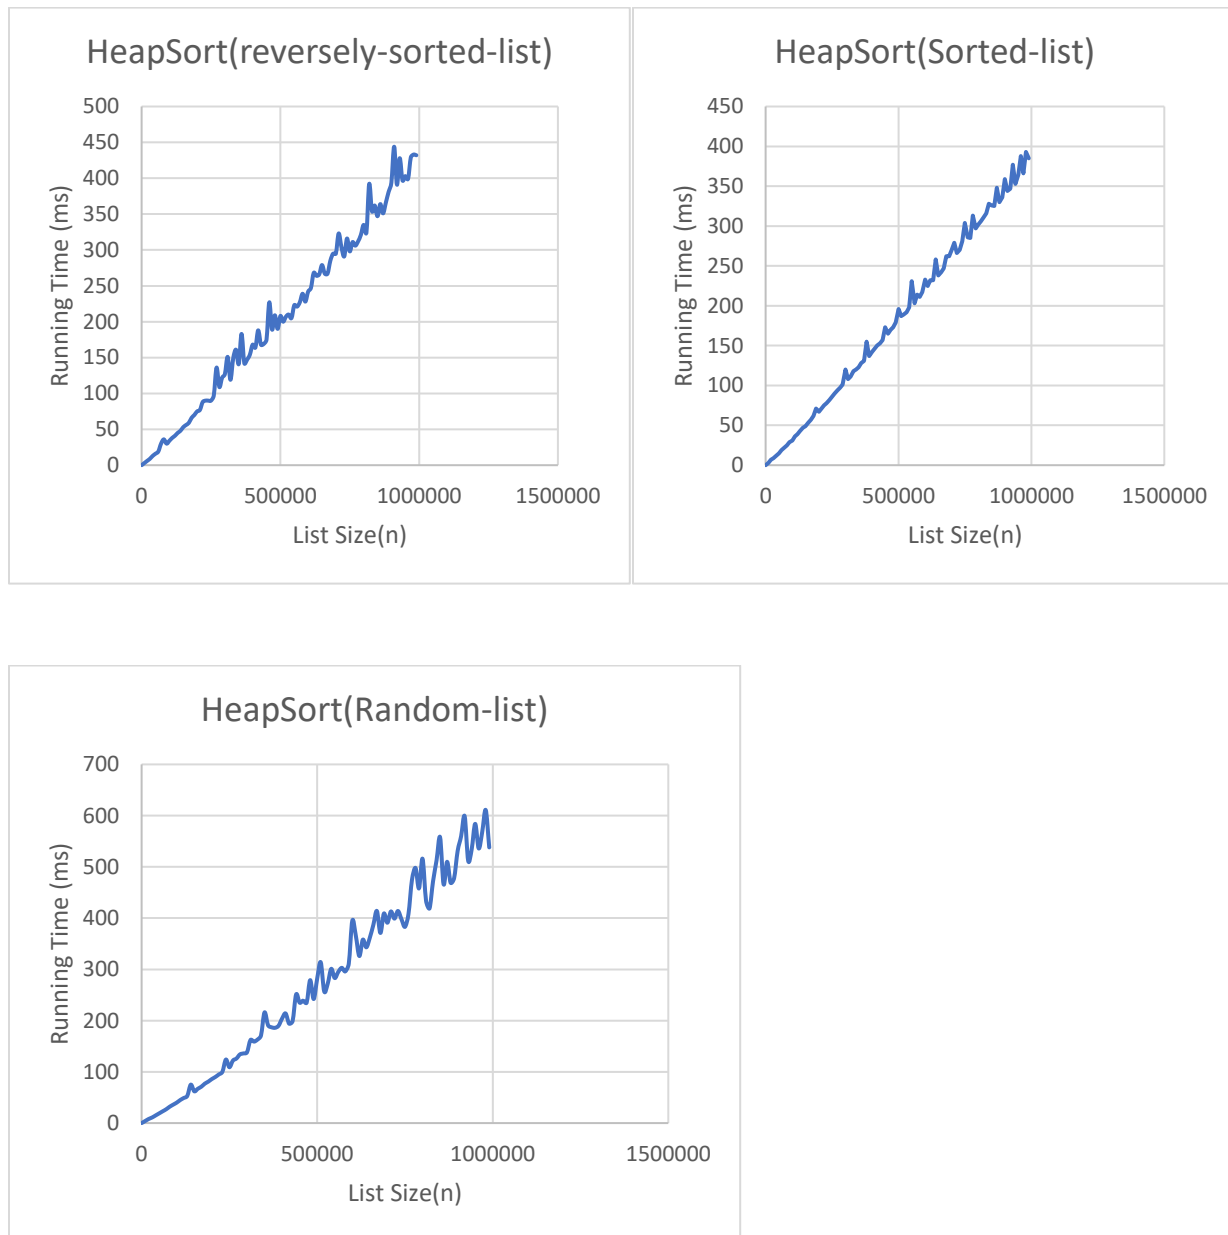 HeapSort(reversely-sorted-list)
500
450
400
350
300
250
200
150
100
50
0
Running Time (ms)
0 500000 1000000 1500000
List Size(n)
HeapSort(Sorted-list)
450
400
350
300
250
200
150
100
50
0
Running Time (ms)
0 500000 1000000 1500000
List Size(n)
HeapSort(Random-list)
700
600
500
400
300
200
100
0
Running Time (ms)
0 500000 1000000 1500000
List Size(n)